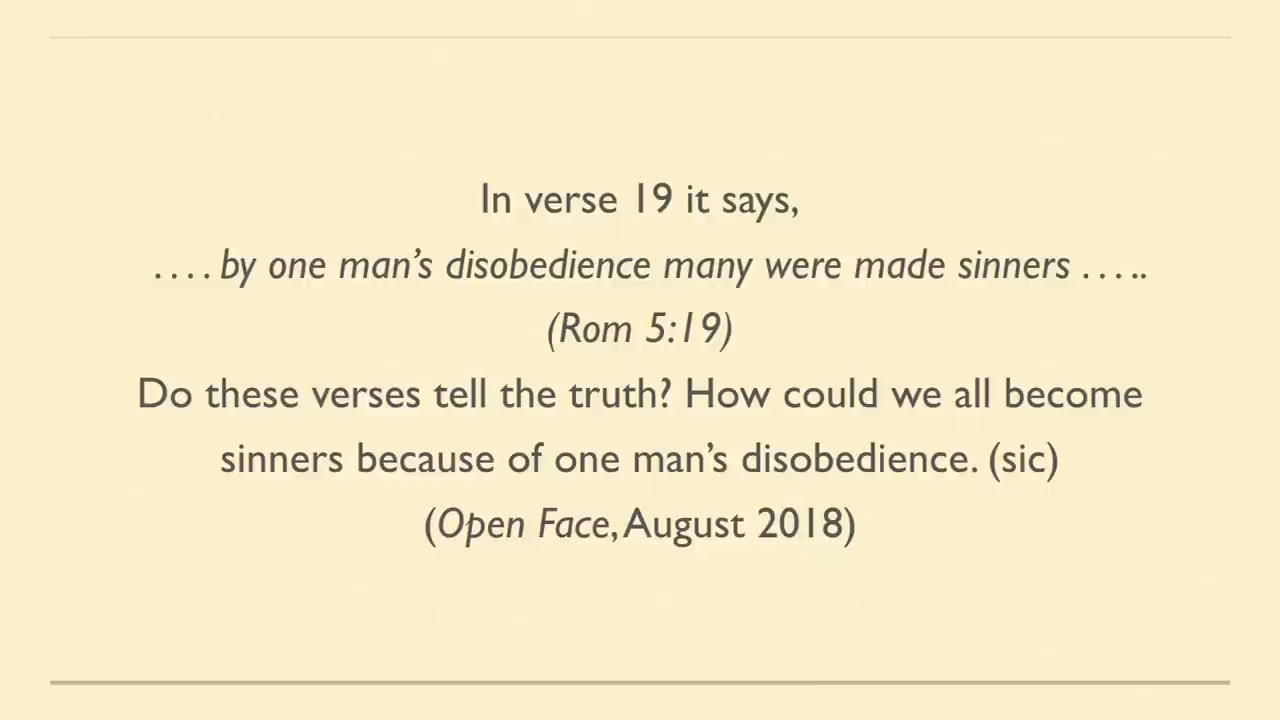 In verse 19 it says,
. . . . by one man’s disobedience many were made sinners . . . ..
(Rom 5:19)
Do these verses tell the truth? How could we all become
sinners because of one man’s disobedience. (sic)
(Open Face, August 2018)